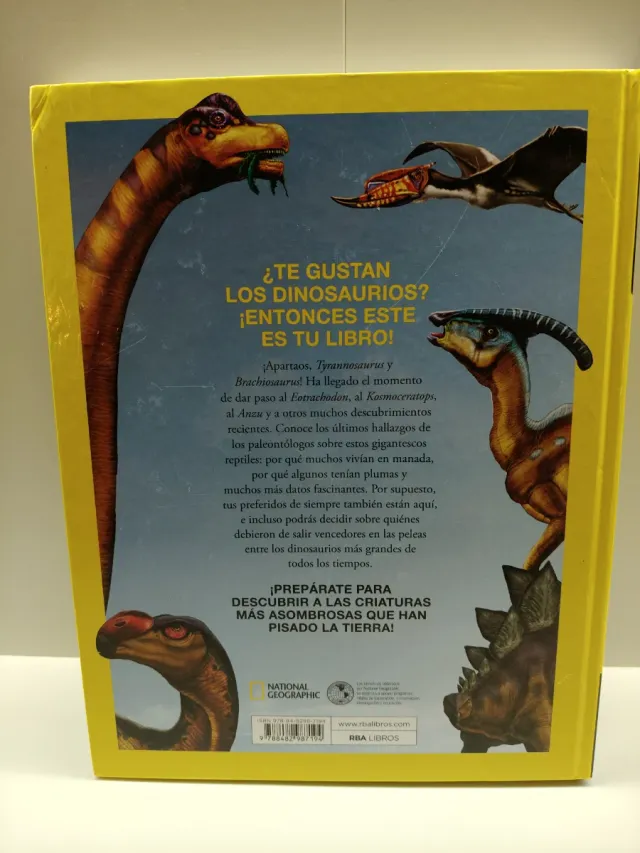 ¿TE GUSTAN
LOS DINOSAURIOS?
¡ENTONCES ESTE
ES TU LIBRO!
¡Apartaos, Tyrannosaurus y
Brachiosaurus! Ha llegado el momento
de dar paso al Eotrachodon, al Kosmoceratops,
al Anzu y a otros muchos descubrimientos
recientes. Conoce los últimos hallazgos de
los paleontólogos sobre estos gigantescos
reptiles: por qué muchos vivían en manada,
por qué algunos tenían plumas y
muchos más datos fascinantes. Por supuesto,
tus preferidos de siempre también están aquí,
e incluso podrás decidir sobre quiénes
debieron de salir vencedores en las peleas
entre los dinosaurios más grandes de
todos los tiempos.
¡PREPÁRATE PARA
DESCUBRIR A LAS CRIATURAS
MÁS ASOMBROSAS QUE HAN
PISADO LA TIERRA!
NATIONAL
GEOGRAPHIC
www.rbalibros.com
RBA LIBROS
9 788482 987194